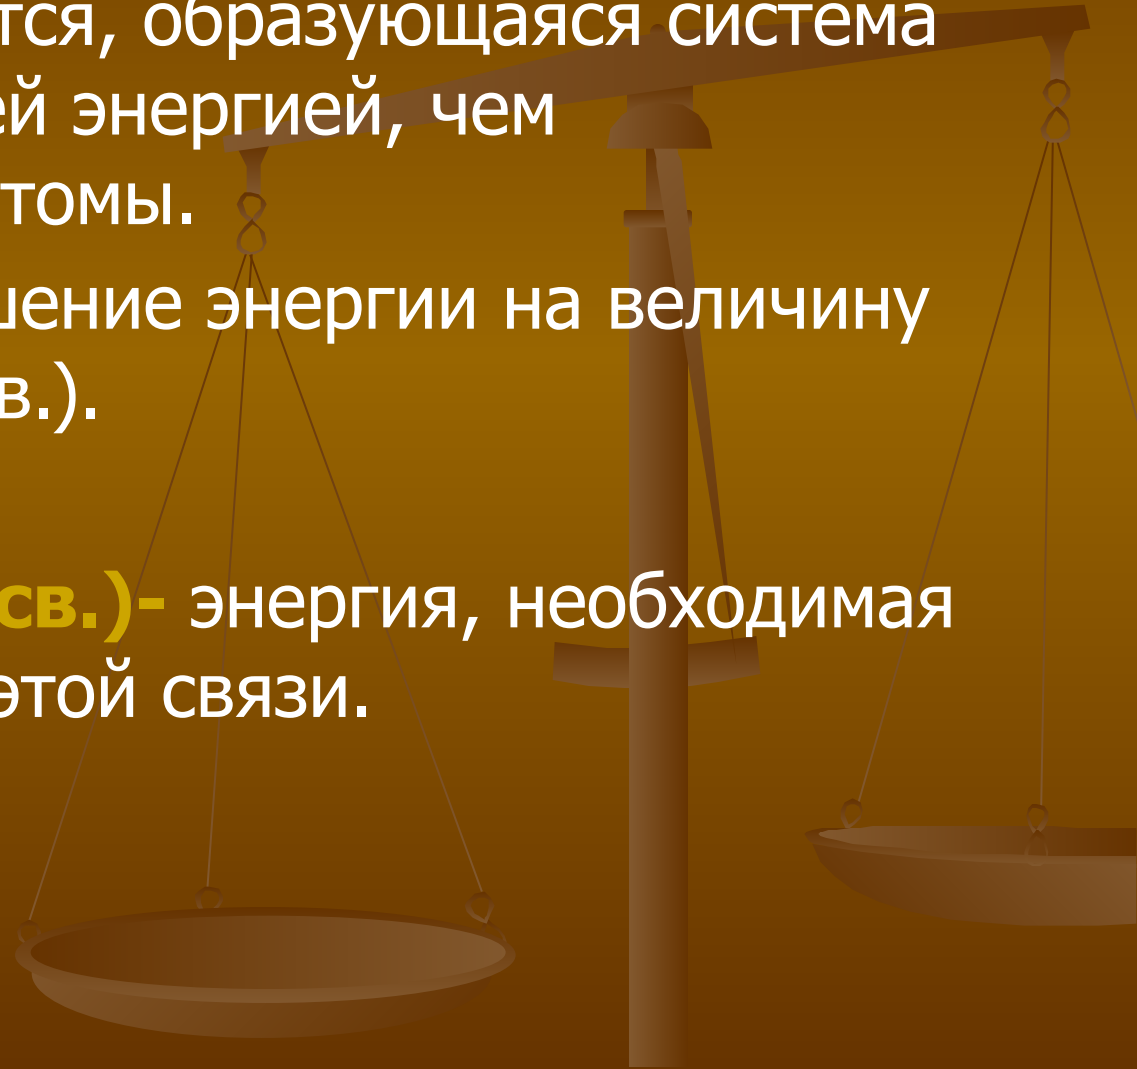 тся, образующаяся система
ей энергией, чем
томы.
шение энергии на величину
в.).
св.)- энергия, необходимая
этой связи.